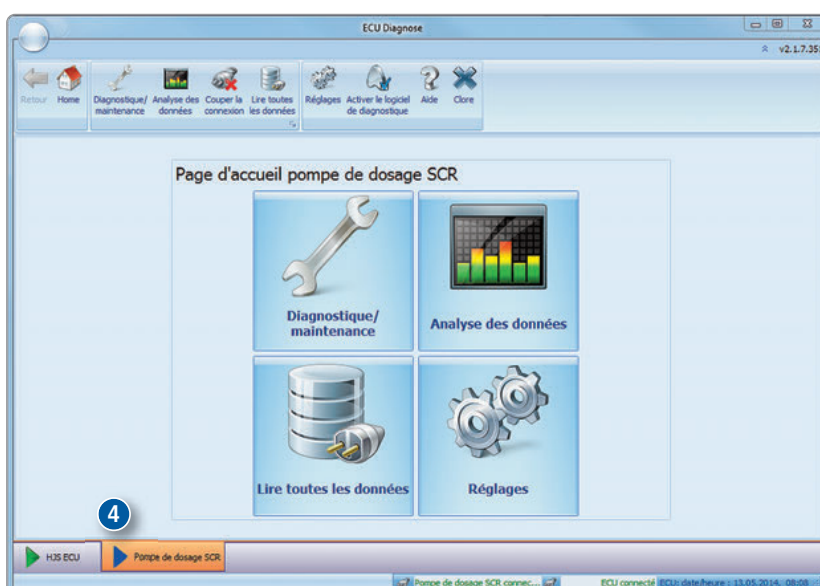 ECU Diagnose
v2.1.7.35
Retour
Home
Diagnostique/
maintenance
Analyse des
données
Couper la
connexion
Lire toutes
les données
Réglages
Activer le logiciel
de diagnostique
Aide
Clore
Page d'accueil pompe de dosage SCR
Diagnostique/
maintenance
Analyse des données
Lire toutes les données
Réglages
4
HJS ECU
Pompe de dosage SCR
Pompe de dosage SCR connec...
ECU connecté
ECU: date/heure : 13.05.2014, 08:08